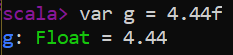 scala> var g = 4.44f
g: Float = 4.44